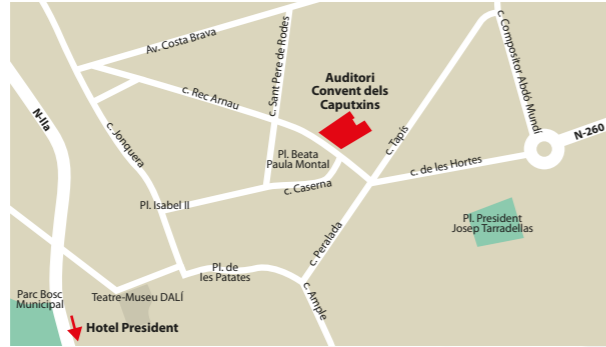 Av. Costa Brava
c. Sant Pere de Rodes
c. Compositor Abdó Mundí
Auditori
Convent dels
Caputxins
c. Rec Arnau
N-IIa
c. Jonquera
c. Tapís
N-260
Pl. Beata
Paula Montal
c. de les Hortes
c. Caserna
Pl. Isabel II
Pl. President
Josep Tarradellas
c. Peralada
Pl. de
les Patates
Parc Bosc
Municipal
Teatre-Museu DALÍ
c. Ample
Hotel President